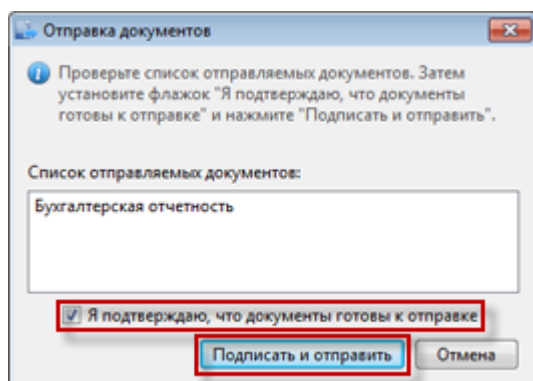 Отправка документов
Проверьте список отправляемых документов. Затем
установите флажок "Я подтверждаю, что документы
готовы к отправке" и нажмите "Подписать и отправить".
Список отправляемых документов:
Бухгалтерская отчетность
Я подтверждаю, что документы готовы к отправке
Подписать и отправить
Отмена